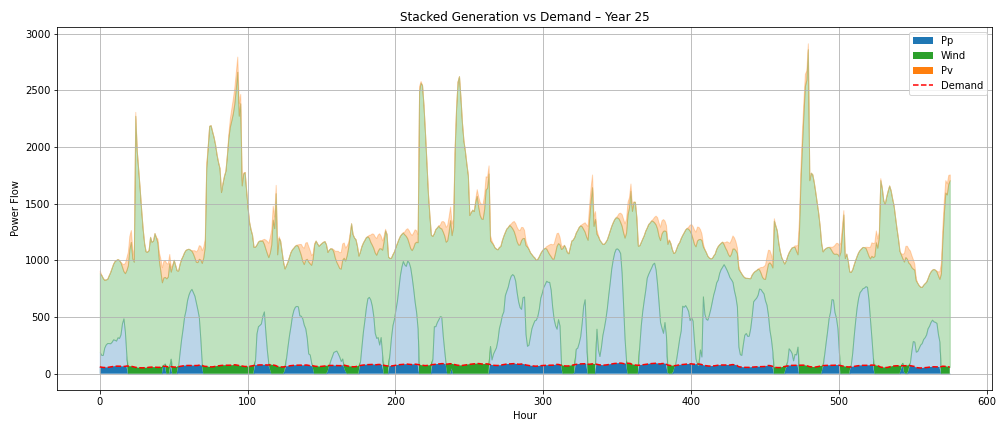 Stacked Generation vs Demand – Year 25
Power Flow
3000
2500
2000
1500
1000
500
0
Pp
Wind
Pv
Demand
0 100 200 300 400 500 600
Hour